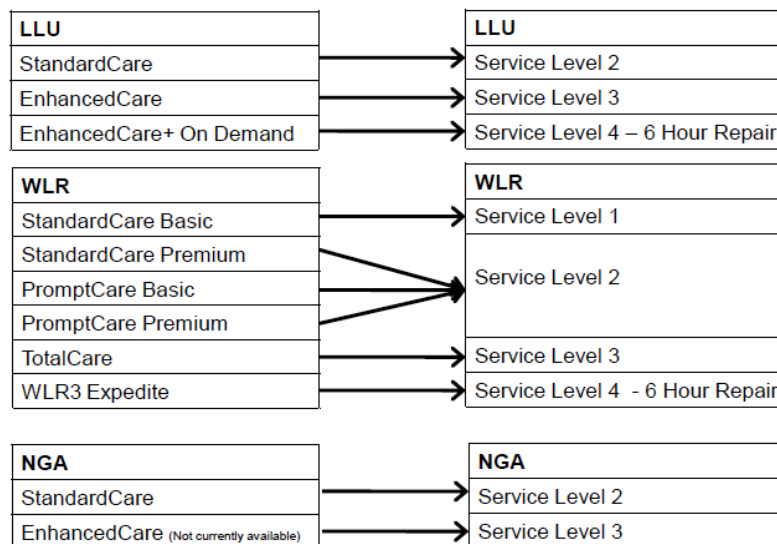 LLU
StandardCare
EnhancedCare
EnhancedCare+ On Demand
LLU
Service Level 2
Service Level 3
Service Level 4 – 6 Hour Repair
WLR
StandardCare Basic
StandardCare Premium
PromptCare Basic
PromptCare Premium
TotalCare
WLR3 Expedite
WLR
Service Level 1
Service Level 2
Service Level 3
Service Level 4 - 6 Hour Repair
NGA
StandardCare
EnhancedCare (Not currently available)
NGA
Service Level 2
Service Level 3